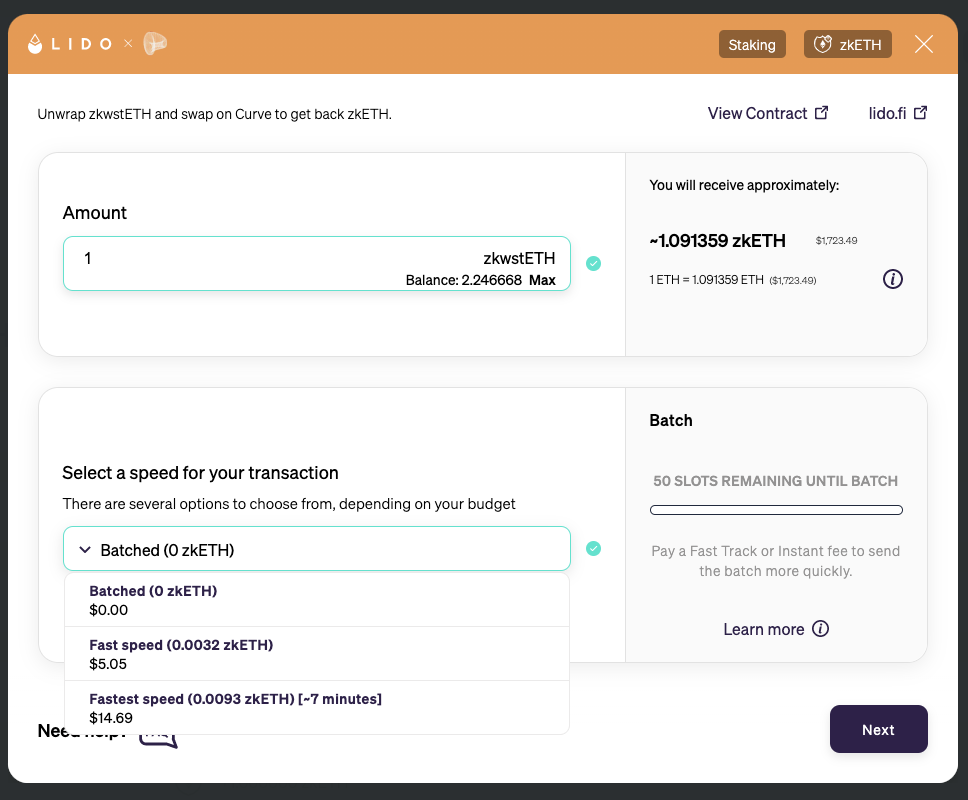 LIDO ×
Staking
zkETH
Unwrap zkwstETH and swap on Curve to get back zkETH.
View Contract
lido.fi
Amount
1
zkwstETH
Balance: 2.246668 Max
You will receive approximately:
~1.091359 zkETH $1,723.49
1 ETH = 1.091359 ETH ($1,723.49)
Select a speed for your transaction
There are several options to choose from, depending on your budget
Batched (0 zkETH)
Batched (0 zkETH)
$0.00
Fast speed (0.0032 zkETH)
$5.05
Fastest speed (0.0093 zkETH) [~7 minutes]
$14.69
Batch
50 SLOTS REMAINING UNTIL BATCH
Pay a Fast Track or Instant fee to send
the batch more quickly.
Learn more
Need help?
Next